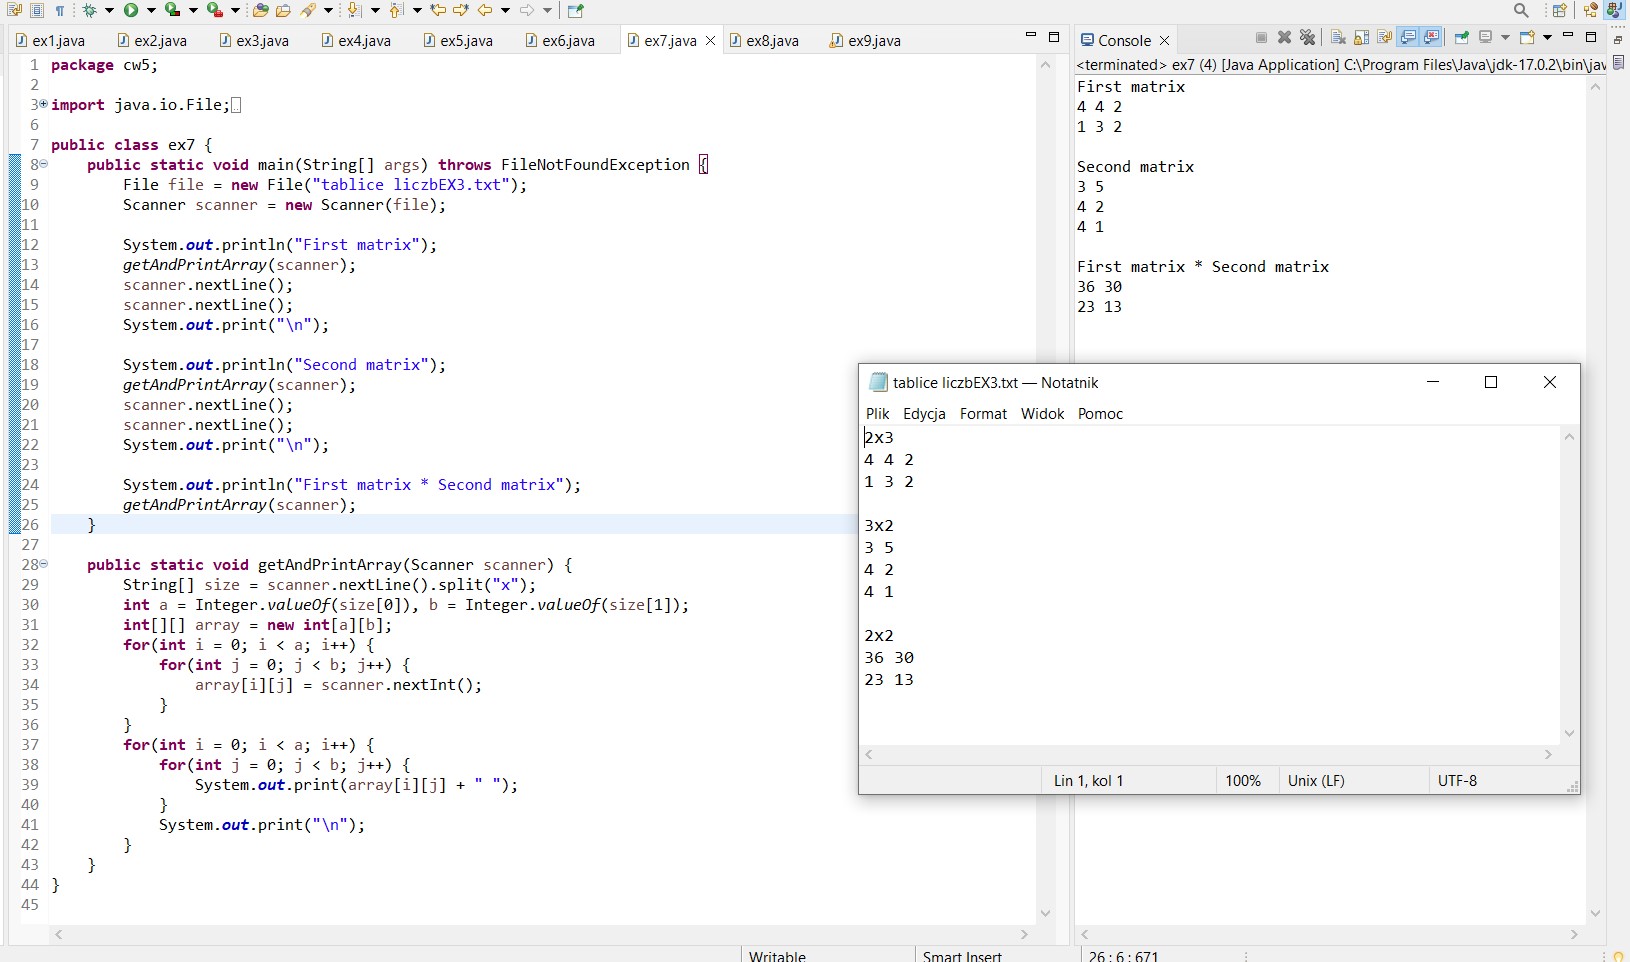 ex1.java ex2.java ex3.java ex4.java ex5.java ex6.java ex7.java ex8.java ex9.java
1 package cw5;
2
3 import java.io.File;
6
7 public class ex7 {
8 public static void main(String[] args) throws FileNotFoundException {
9 File file = new File("tablice liczbEX3.txt");
10 Scanner scanner = new Scanner(file);
11
12 System.out.println("First matrix");
13 getAndPrintArray(scanner);
14 scanner.nextLine();
15 scanner.nextLine();
16 System.out.print("\n");
17
18 System.out.println("Second matrix");
19 getAndPrintArray(scanner);
20 scanner.nextLine();
21 scanner.nextLine();
22 System.out.print("\n");
23
24 System.out.println("First matrix * Second matrix");
25 getAndPrintArray(scanner);
26 }
27
28 public static void getAndPrintArray(Scanner scanner) {
29 String[] size = scanner.nextLine().split("x");
30 int a = Integer.valueOf(size[0]), b = Integer.valueOf(size[1]);
31 int[][] array = new int[a][b];
32 for(int i = 0; i < a; i++) {
33 for(int j = 0; j < b; j++) {
34 array[i][j] = scanner.nextInt();
35 }
36 }
37 for(int i = 0; i < a; i++) {
38 for(int j = 0; j < b; j++) {
39 System.out.print(array[i][j] + " ");
40 }
41 System.out.print("\n");
42 }
43 }
44 }
45
Console
<terminated> ex7 (4) [Java Application] C:\Program Files\Java\jdk-17.0.2\bin\jav
First matrix
4 4 2
1 3 2
Second matrix
3 5
4 2
4 1
First matrix * Second matrix
36 30
23 13
tablice liczbEX3.txt — Notatnik
Plik Edycja Format Widok Pomoc
2x3
4 4 2
1 3 2
3x2
3 5
4 2
4 1
2x2
36 30
23 13
Lin 1, kol 1 100% Unix (LF) UTF-8
Writable Smart Insert 26 : 6 : 671